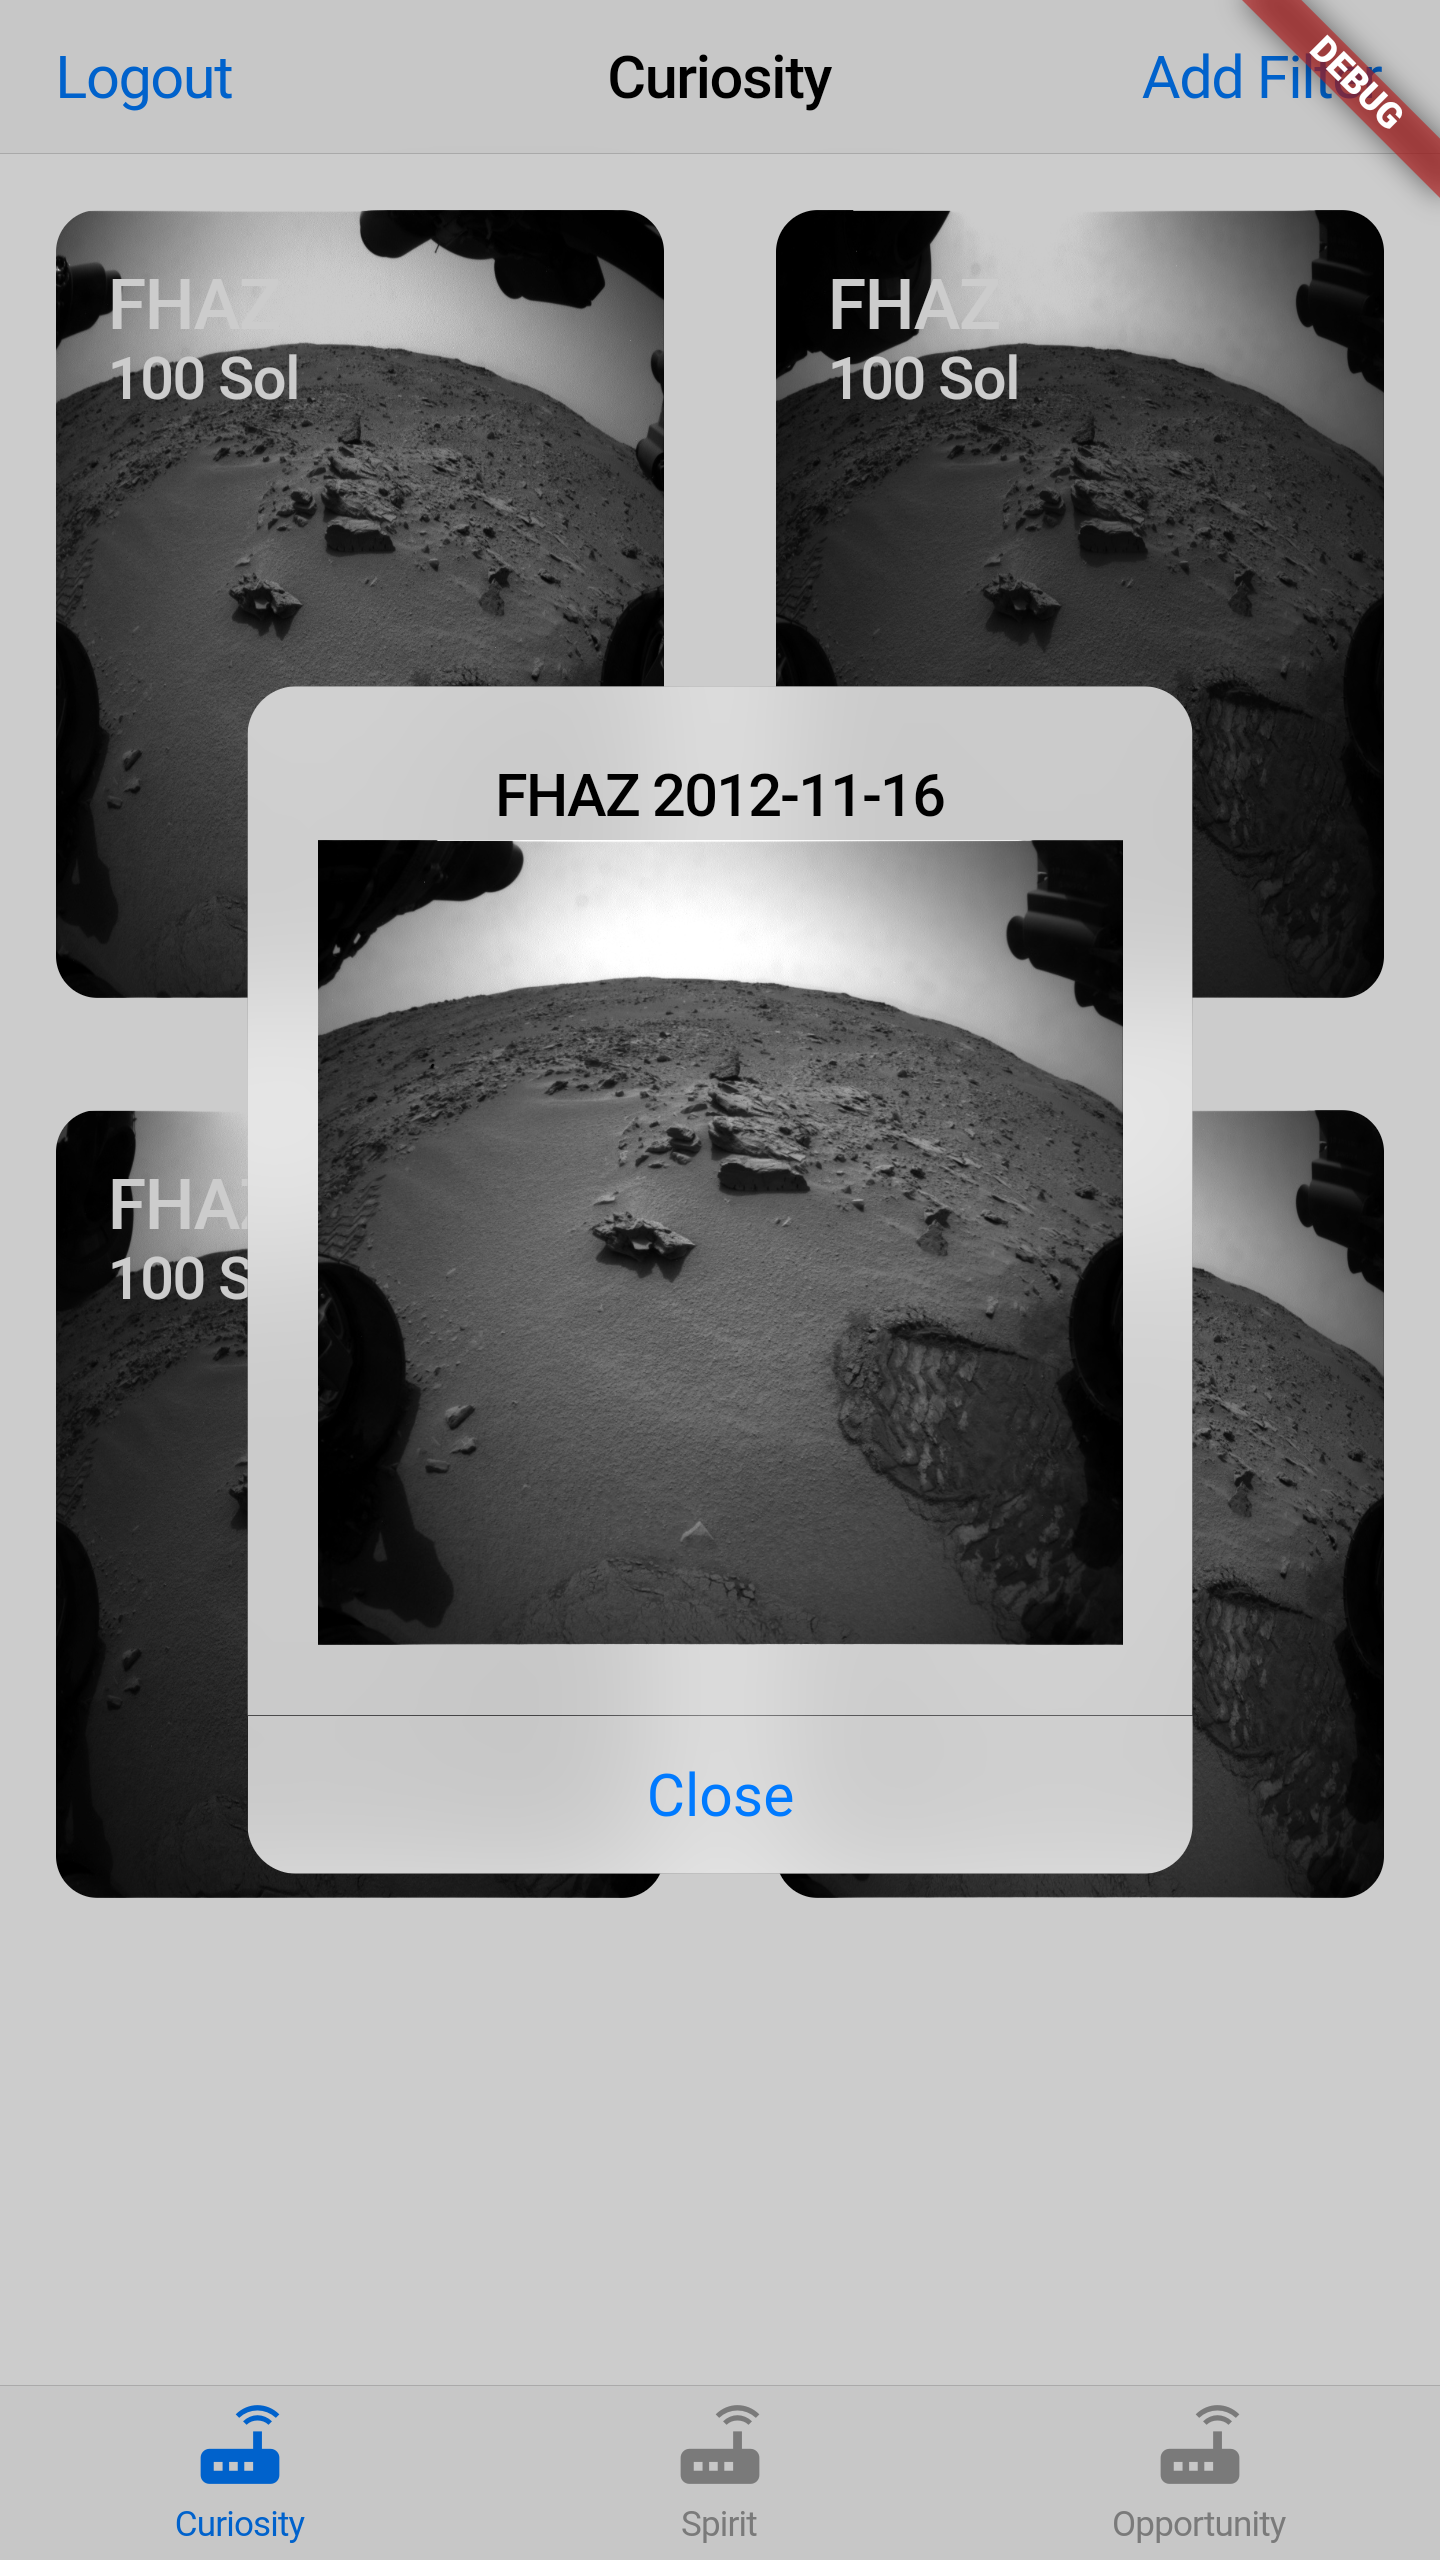 Logout
Curiosity
Add Filter
DEBUG
FHAZ
100 Sol
FHAZ
100 Sol
FHAZ 2012-11-16
FHAZ
100 S
Close
Curiosity
Spirit
Opportunity